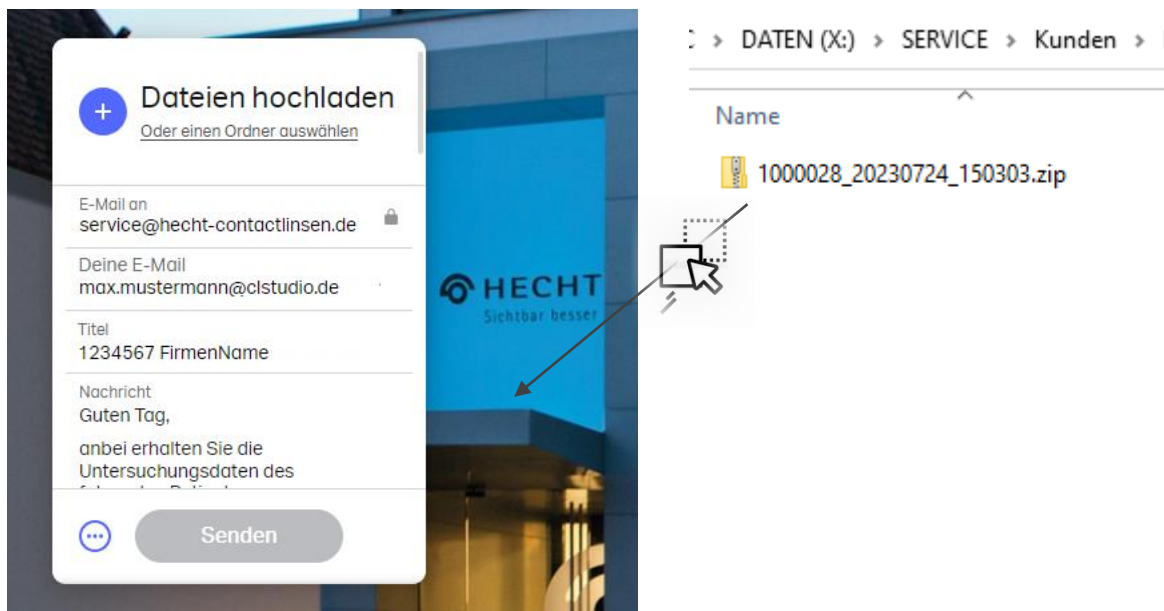 Dateien hochladen
Oder einen Ordner auswählen
E-Mail an
service@hecht-contactlinsen.de
Deine E-Mail
max.mustermann@clstudio.de
Titel
1234567 FirmenName
Nachricht
Guten Tag,
anbei erhalten Sie die
Untersuchungsdaten des
Senden
HECHT
Sichtbar besser
> DATEN (X:) > SERVICE > Kunden >
Name
1000028_20230724_150303.zip